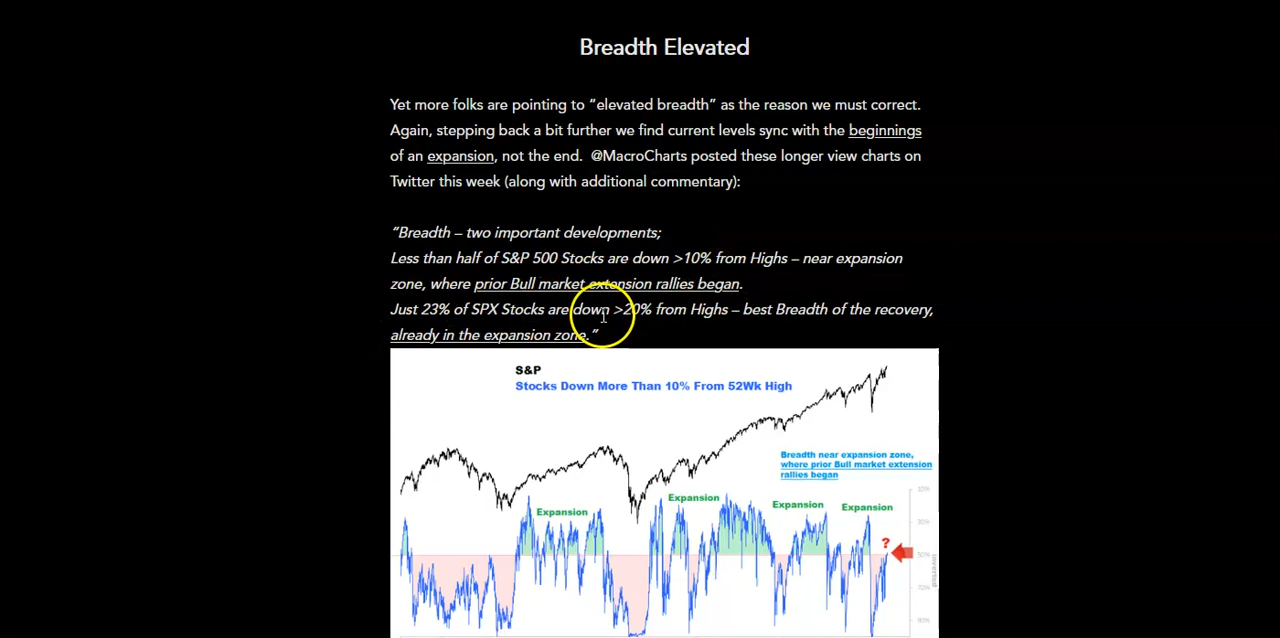 Breadth Elevated
Yet more folks are pointing to “elevated breadth” as the reason we must correct.
Again, stepping back a bit further we find current levels sync with the beginnings
of an expansion, not the end.  @MacroCharts posted these longer view charts on
Twitter this week (along with additional commentary):
“Breadth – two important developments;
Less than half of S&P 500 Stocks are down >10% from Highs – near expansion
zone, where prior Bull market extension rallies began.
Just 23% of SPX Stocks are down >20% from Highs – best Breadth of the recovery,
already in the expansion zone.”
S&P
Stocks Down More Than 10% From 52Wk High
Breadth near expansion zone,
where prior Bull market extension
rallies began
10%
Expansion
Expansion
Expansion
Expansion
30%
?
50%
Inverted
70%
90%